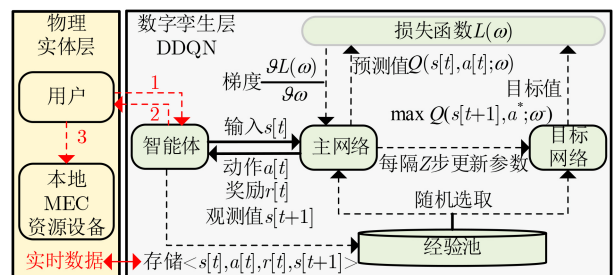 物理
实体层
用户
1
2
3
本地
MEC
资源设备
实时数据
数字孪生层
DDQN
损失函数L(ω)
梯度 ϑL(ω)/ϑω
预测值Q(s[t],a[t];ω)
目标值
max Q(s[t+1],a*;ω⁻)
智能体
输入s[t]
动作a[t]
奖励r[t]
观测值s[t+1]
主网络
每隔Z步更新参数
目标
网络
随机选取
经验池
存储<s[t],a[t],r[t],s[t+1]>